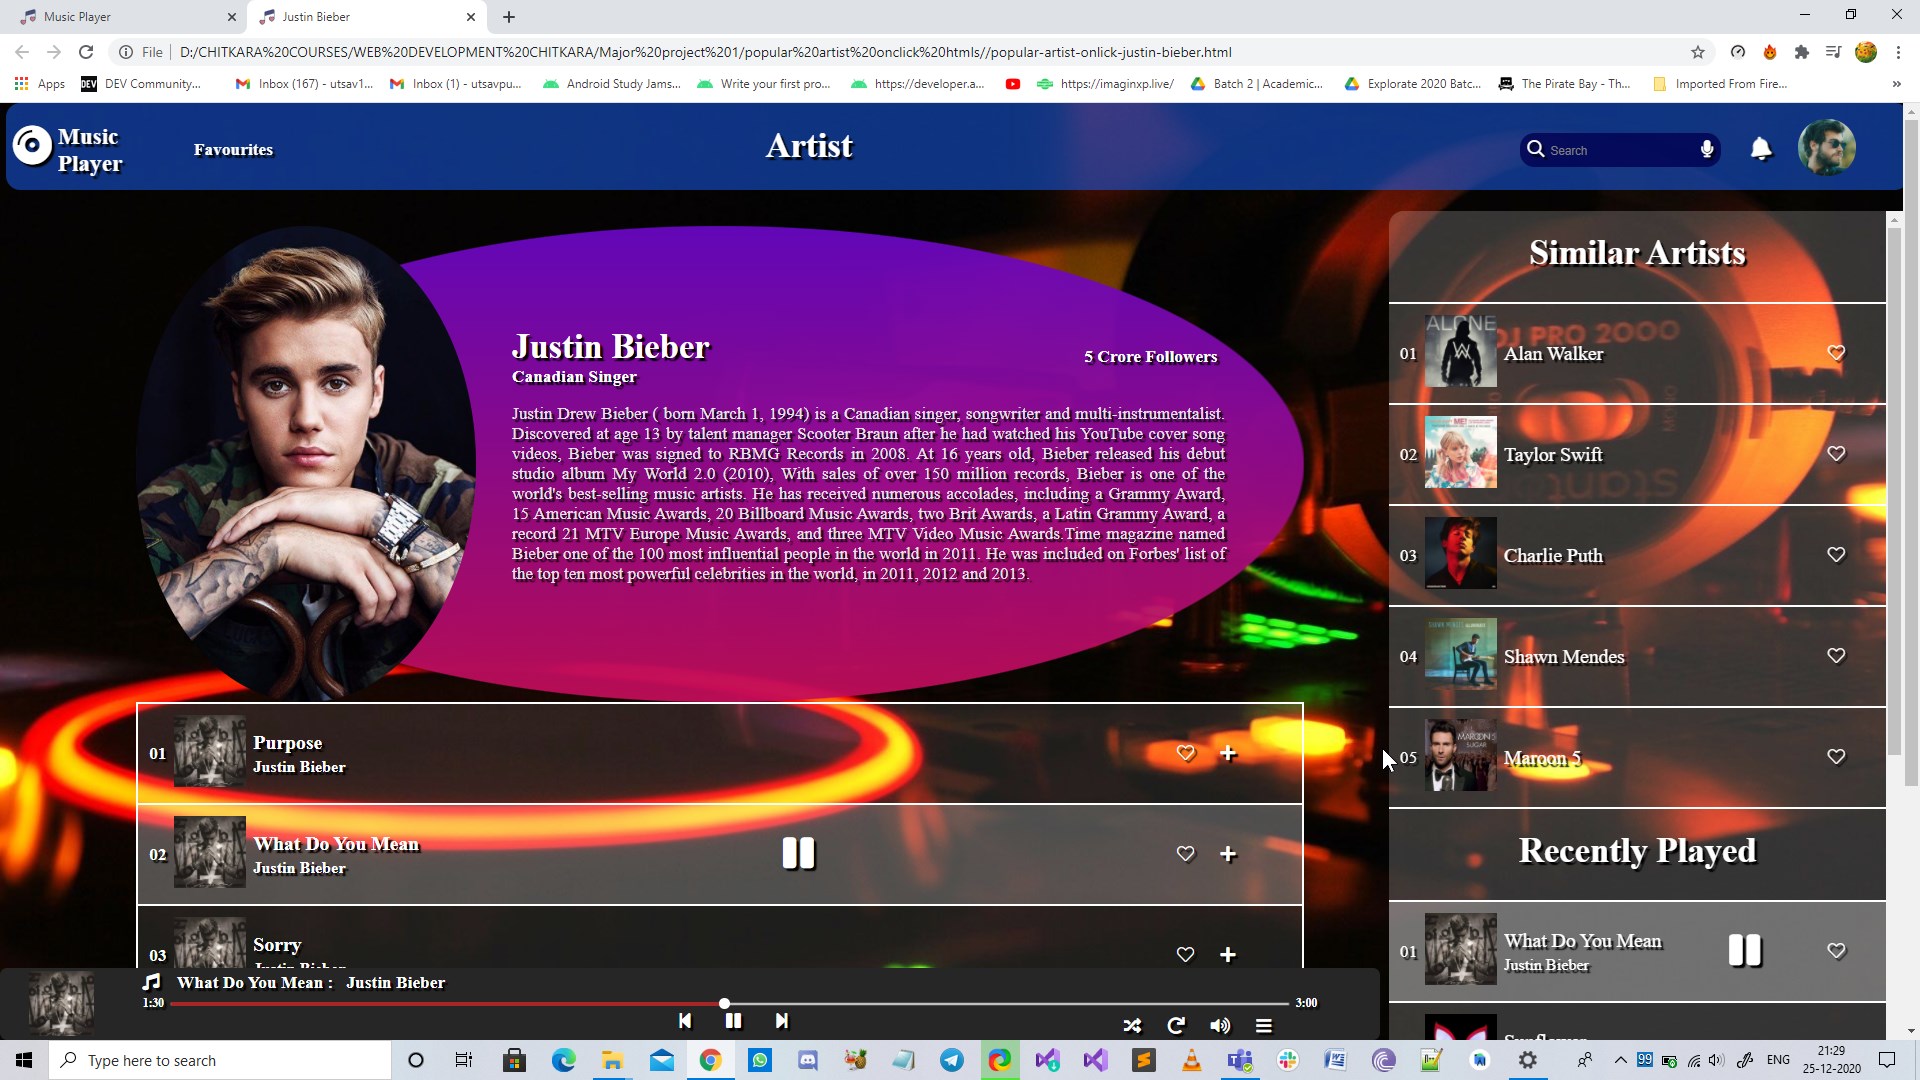 Music Player
Justin Bieber
File
D:/CHITKARA%20COURSES/WEB%20DEVELOPMENT%20CHITKARA/Major%20project%201/popular%20artist%20onclick%20htmls//popular-artist-onlick-justin-bieber.html
Apps
DEV
DEV Community...
Inbox (167) - utsav1...
Inbox (1) - utsavpu...
Android Study Jams...
Write your first pro...
https://developer.a...
https://imaginxp.live/
Batch 2 | Academic...
Explorate 2020 Batc...
The Pirate Bay - Th...
Imported From Fire...
»
Music
Player
Favourites
Artist
Search
Justin Bieber
Canadian Singer
5 Crore Followers
Justin Drew Bieber ( born March 1, 1994) is a Canadian singer, songwriter and multi-instrumentalist.
Discovered at age 13 by talent manager Scooter Braun after he had watched his YouTube cover song
videos, Bieber was signed to RBMG Records in 2008. At 16 years old, Bieber released his debut
studio album My World 2.0 (2010), With sales of over 150 million records, Bieber is one of the
world's best-selling music artists. He has received numerous accolades, including a Grammy Award,
15 American Music Awards, 20 Billboard Music Awards, two Brit Awards, a Latin Grammy Award, a
record 21 MTV Europe Music Awards, and three MTV Video Music Awards.Time magazine named
Bieber one of the 100 most influential people in the world in 2011. He was included on Forbes' list of
the top ten most powerful celebrities in the world, in 2011, 2012 and 2013.
01
Purpose
Justin Bieber
02
What Do You Mean
Justin Bieber
03
Sorry
Justin Bieber
Similar Artists
DJ PRO 2000
01
ALONE
Alan Walker
02
ME!
Taylor Swift
03
Charlie Puth
04
Shawn Mendes
05
MAROON 5
SUGAR
Maroon 5
Recently Played
01
What Do You Mean
Justin Bieber
Sunflower
What Do You Mean : Justin Bieber
1:30
3:00
Type here to search
99
ENG
21:29
25-12-2020